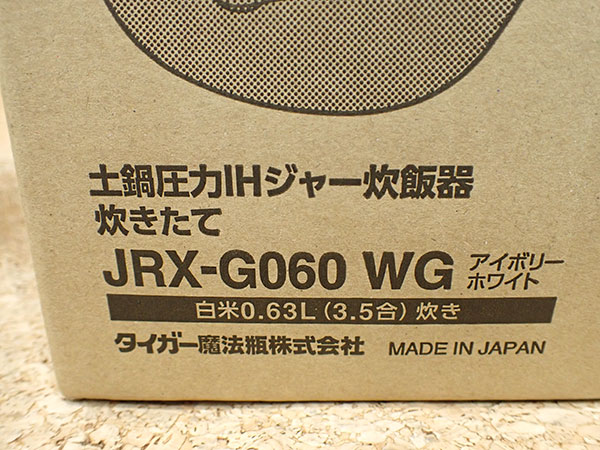 土鍋圧力IHジャー炊飯器
炊きたて
JRX-G060 WG アイボリー
ホワイト
白米0.63L（3.5合）炊き
タイガー魔法瓶株式会社 MADE IN JAPAN